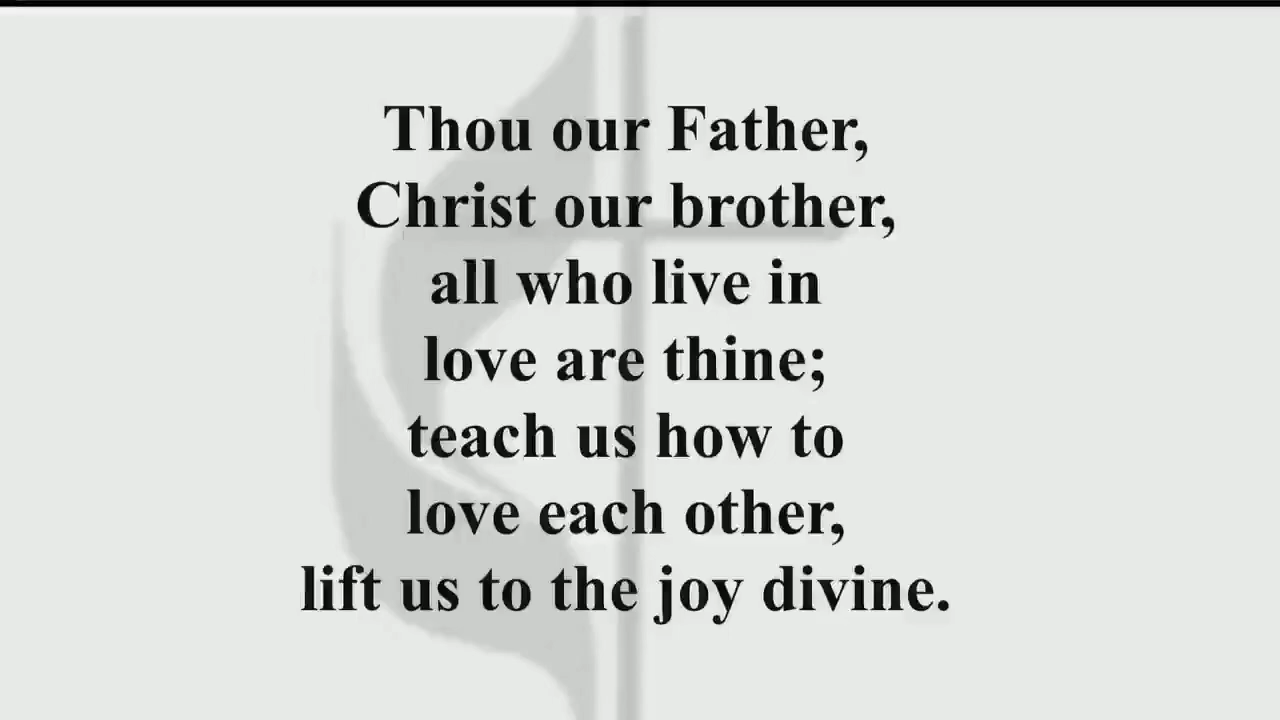 Thou our Father,
Christ our brother,
all who live in
love are thine;
teach us how to
love each other,
lift us to the joy divine.